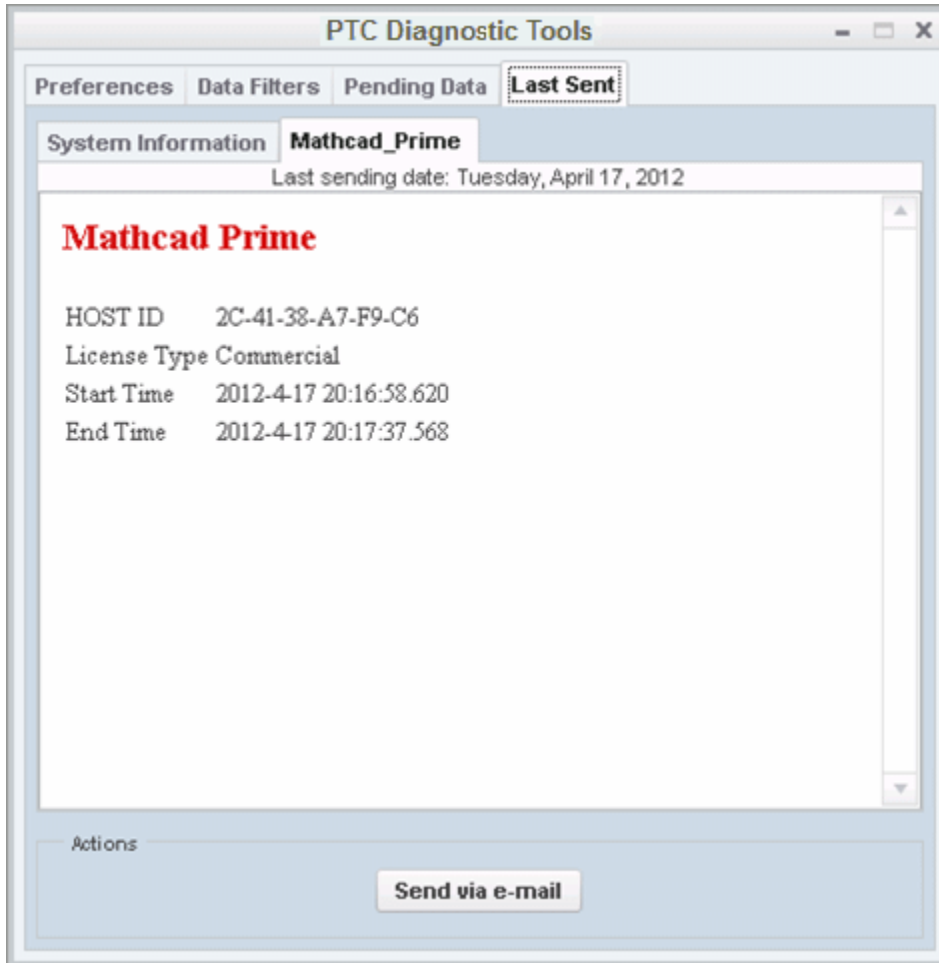 PTC Diagnostic Tools
Preferences Data Filters Pending Data Last Sent
System Information Mathcad_Prime
Last sending date: Tuesday, April 17, 2012
Mathcad Prime
HOST ID 2C-41-38-A7-F9-C6
License Type Commercial
Start Time 2012-4-17 20:16:58.620
End Time 2012-4-17 20:17:37.568
Actions
Send via e-mail